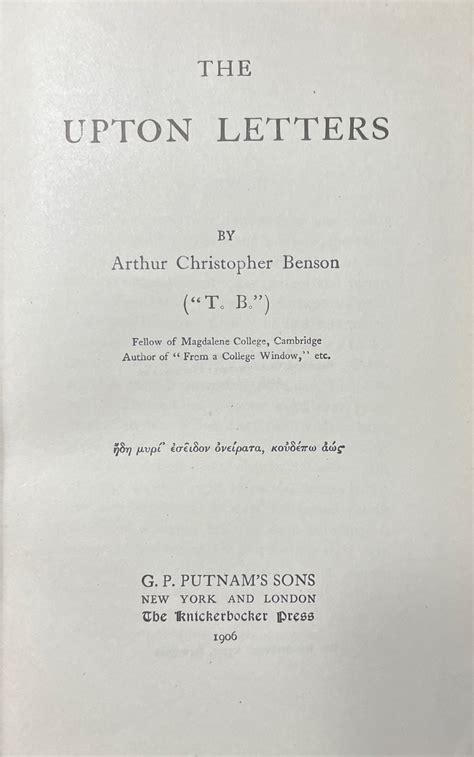 THE
UPTON LETTERS
BY
Arthur Christopher Benson
("T. B.")
Fellow of Magdalene College, Cambridge
Author of "From a College Window," etc.
ἤδη μυρί' ἐσεῖδον ὀνείρατα, κοὐδέπω ἀώς
G. P. PUTNAM'S SONS
NEW YORK AND LONDON
The Knickerbocker Press
1906